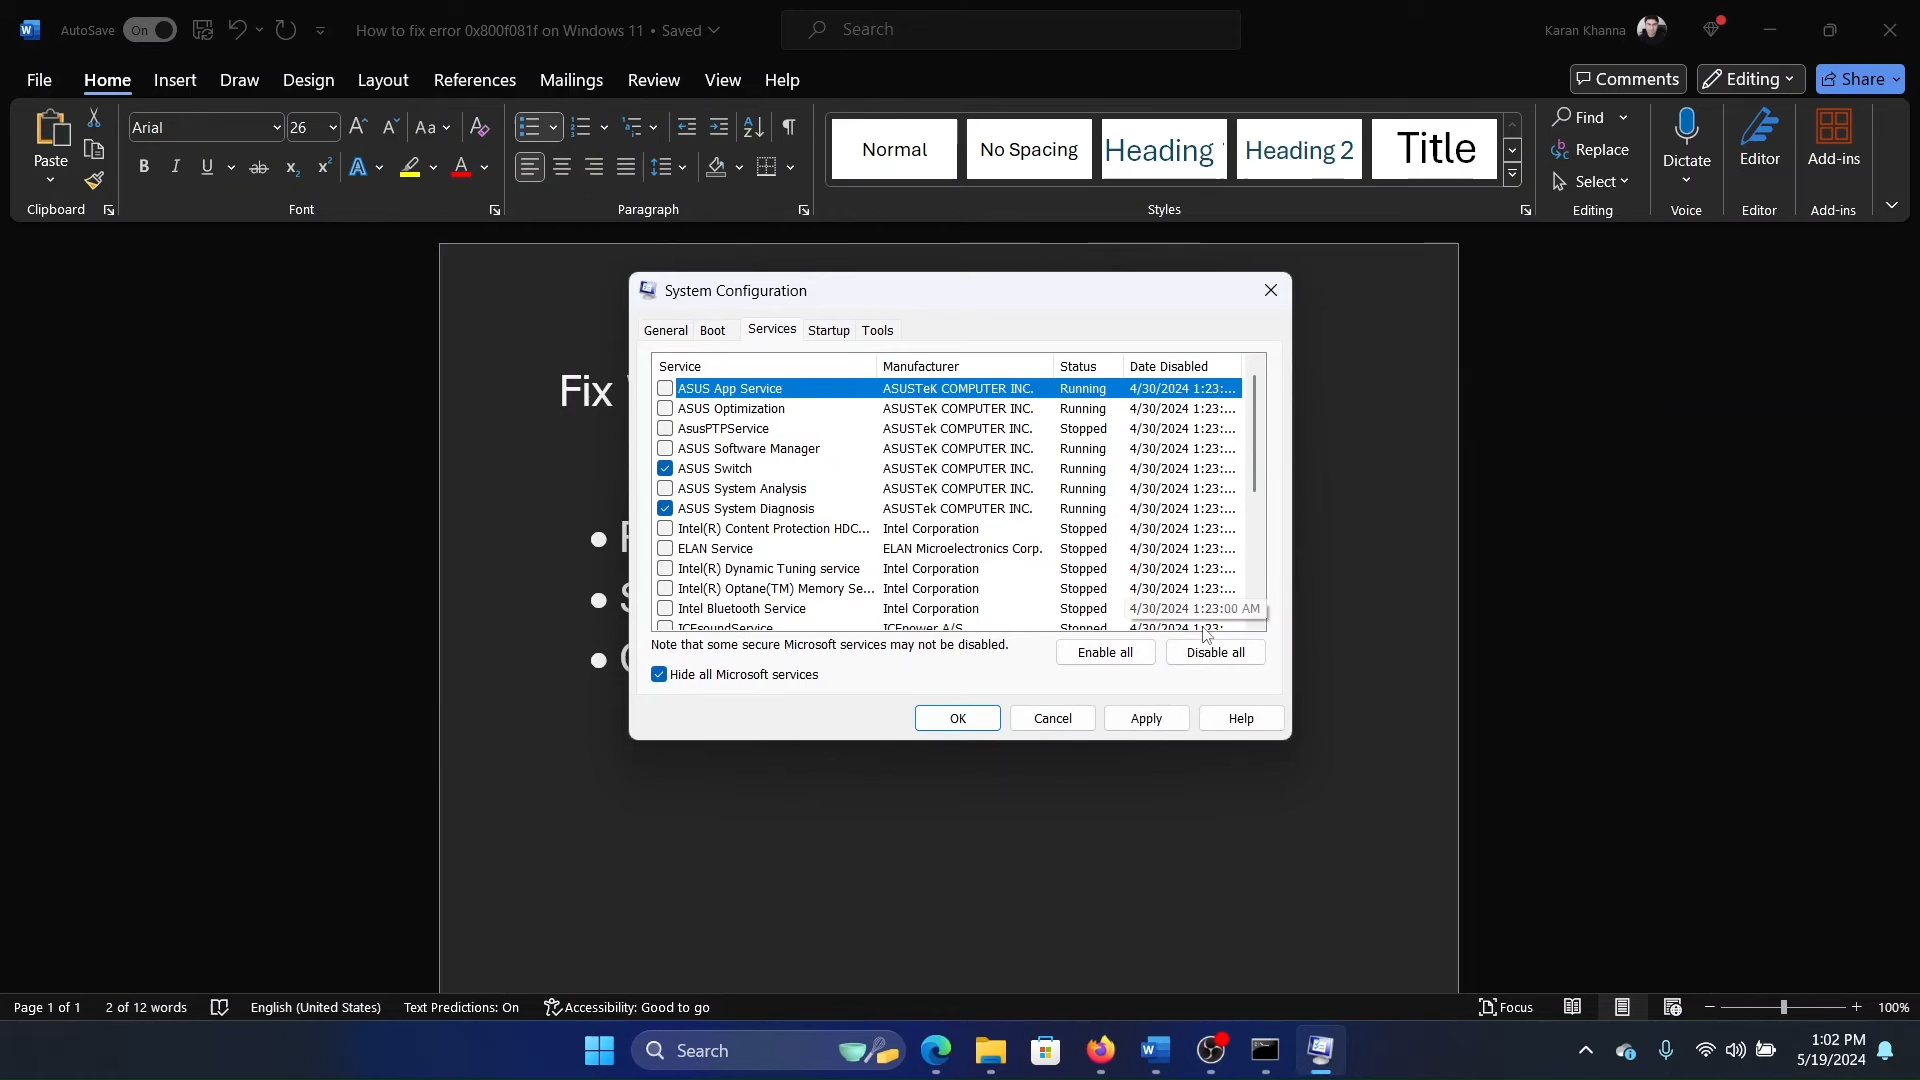 AutoSave On How to fix error 0x800f081f on Windows 11 • Saved Search Karan Khanna
File Home Insert Draw Design Layout References Mailings Review View Help Comments Editing Share
Paste
Clipboard
Arial 26
Aa
B I U ab x₂ x² A A
Font
Paragraph
Normal No Spacing Heading Heading 2 Title
Styles
Find
Replace
Select
Editing
Dictate
Voice
Editor
Editor
Add-ins
Add-ins
Fix
System Configuration
General Boot Services Startup Tools
Service Manufacturer Status Date Disabled
ASUS App Service ASUSTeK COMPUTER INC. Running 4/30/2024 1:23:...
ASUS Optimization ASUSTeK COMPUTER INC. Running 4/30/2024 1:23:...
AsusPTPService ASUSTeK COMPUTER INC. Stopped 4/30/2024 1:23:...
ASUS Software Manager ASUSTeK COMPUTER INC. Running 4/30/2024 1:23:...
ASUS Switch ASUSTeK COMPUTER INC. Running 4/30/2024 1:23:...
ASUS System Analysis ASUSTeK COMPUTER INC. Running 4/30/2024 1:23:...
ASUS System Diagnosis ASUSTek COMPUTER INC. Running 4/30/2024 1:23:...
Intel(R) Content Protection HDC... Intel Corporation Stopped 4/30/2024 1:23:...
ELAN Service ELAN Microelectronics Corp. Stopped 4/30/2024 1:23:...
Intel(R) Dynamic Tuning service Intel Corporation Stopped 4/30/2024 1:23:...
Intel(R) Optane(TM) Memory Se... Intel Corporation Stopped 4/30/2024 1:23:...
Intel Bluetooth Service Intel Corporation Stopped 4/30/2024 1:23:00 AM
ICEsoundService ICEpower A/S Stopped 4/30/2024 1:23:
Note that some secure Microsoft services may not be disabled.
Enable all Disable all
Hide all Microsoft services
OK Cancel Apply Help
Page 1 of 1 2 of 12 words English (United States) Text Predictions: On Accessibility: Good to go Focus 100%
Search
1:02 PM
5/19/2024